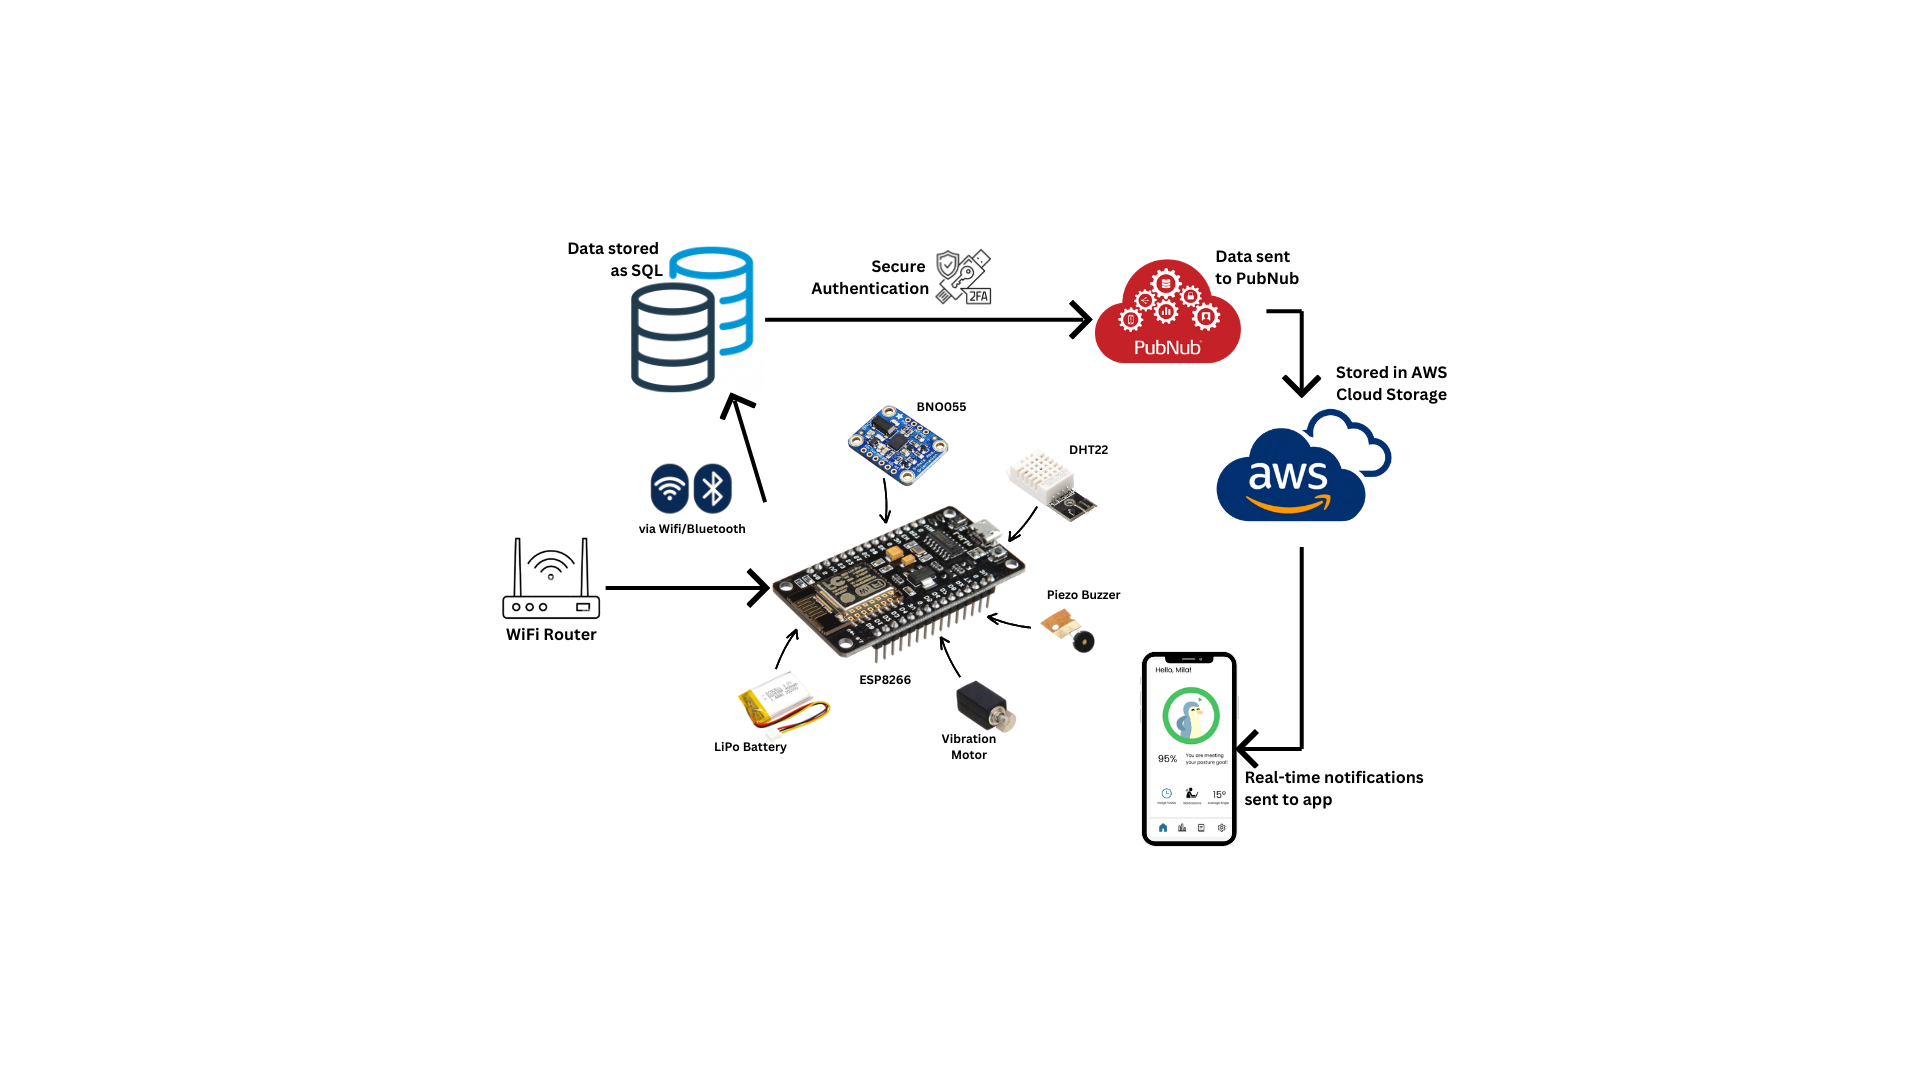 Data stored
as SQL
Secure
Authentication
2FA
PubNub
Data sent
to PubNub
Stored in AWS
Cloud Storage
aws
BNO055
DHT22
via Wifi/Bluetooth
WiFi Router
Piezo Buzzer
ESP8266
LiPo Battery
Vibration
Motor
Hello, Mila!
95%
You are meeting
your posture goal!
15°
Real-time notifications
sent to app